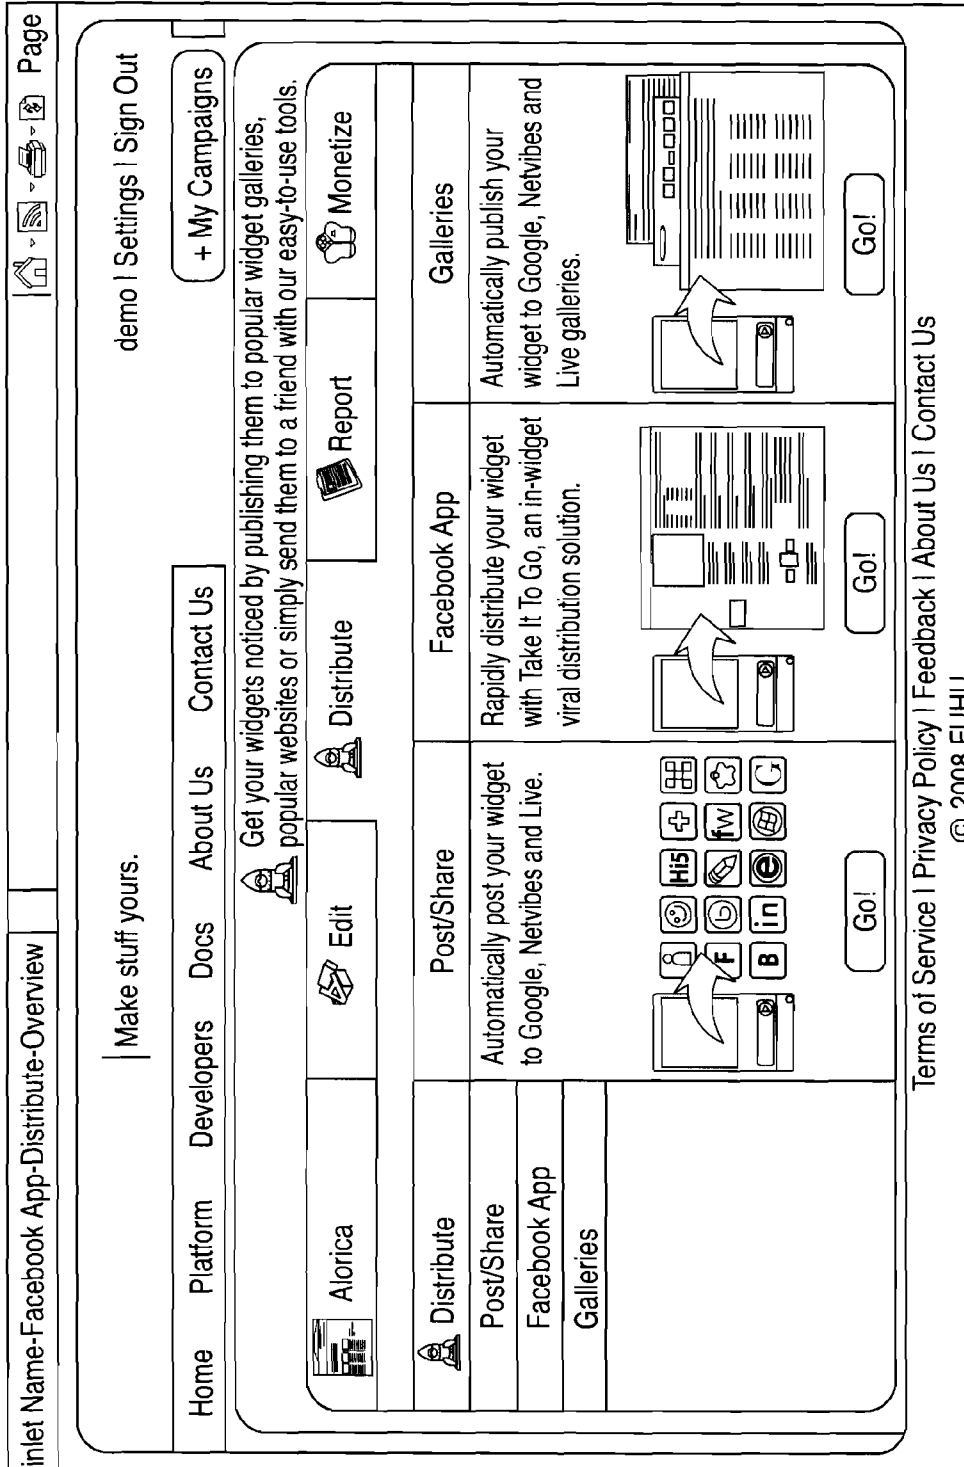 inlet Name-Facebook App-Distribute-Overview
Page
Make stuff yours.
demo | Settings | Sign Out
Home Platform Developers Docs About Us Contact Us
+ My Campaigns
Get your widgets noticed by publishing them to popular widget galleries,
popular websites or simply send them to a friend with our easy-to-use tools.
Alorica Edit Distribute Report Monetize
Distribute
Post/Share
Facebook App
Galleries
Post/Share
Automatically post your widget
to Google, Netvibes and Live.
Hi5
F fw
B in e G
Go!
Facebook App
Rapidly distribute your widget
with Take It To Go, an in-widget
viral distribution solution.
Go!
Galleries
Automatically publish your
widget to Google, Netvibes and
Live galleries.
Go!
Terms of Service | Privacy Policy | Feedback | About Us | Contact Us
© 2008